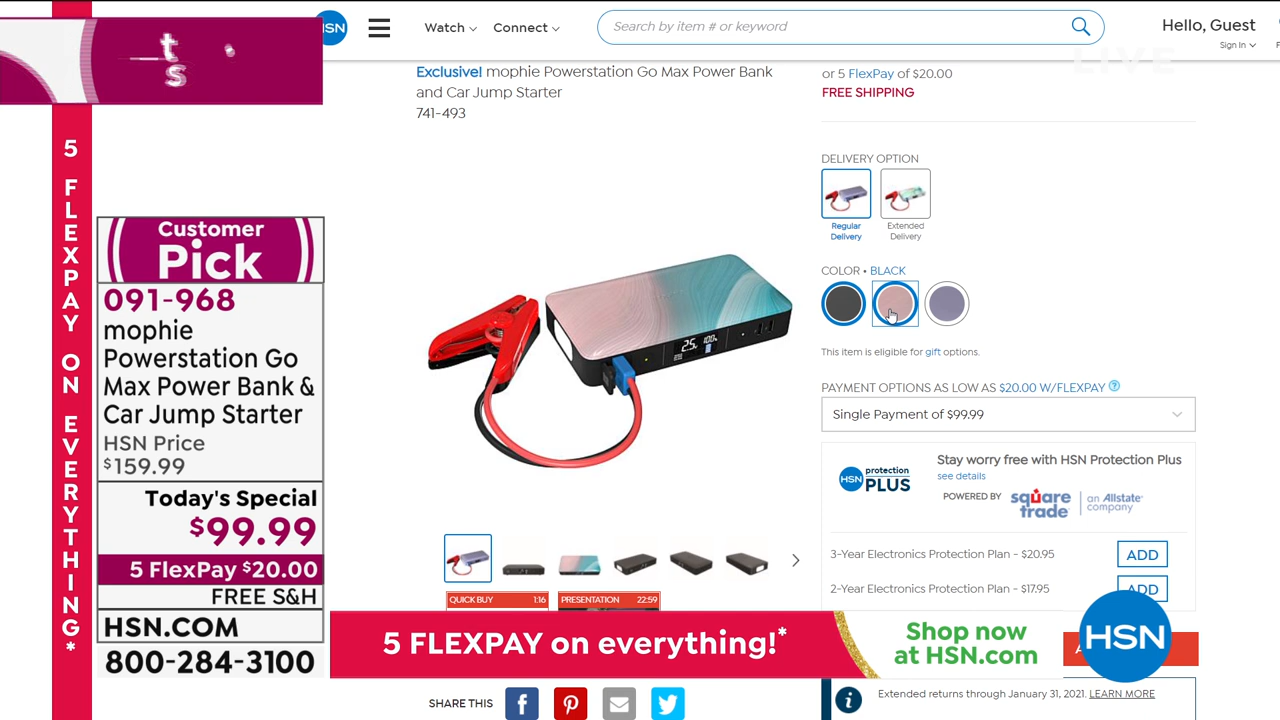 t
s
5 FLEXPAY ON EVERYTHING*
Customer
Pick
091-968
mophie
Powerstation Go
Max Power Bank &
Car Jump Starter
HSN Price
$159.99
Today's Special
$99.99
5 FlexPay $20.00
FREE S&H
HSN.COM
800-284-3100
HSN
Watch
Connect
Search by item # or keyword
Hello, Guest
Sign In
LIVE
Exclusive! mophie Powerstation Go Max Power Bank
and Car Jump Starter
741-493
or 5 FlexPay of $20.00
FREE SHIPPING
DELIVERY OPTION
Regular
Delivery
Extended
Delivery
COLOR • BLACK
This item is eligible for gift options.
PAYMENT OPTIONS AS LOW AS $20.00 W/FLEXPAY ?
Single Payment of $99.99
HSN protection
PLUS
Stay worry free with HSN Protection Plus
see details
POWERED BY
square
trade
an Allstate
company
3-Year Electronics Protection Plan - $20.95
ADD
2-Year Electronics Protection Plan - $17.95
ADD
2.5
100%
QUICK BUY 1:16
PRESENTATION 22:59
5 FLEXPAY on everything!*
Shop now
at HSN.com
HSN
SHARE THIS
Extended returns through January 31, 2021. LEARN MORE